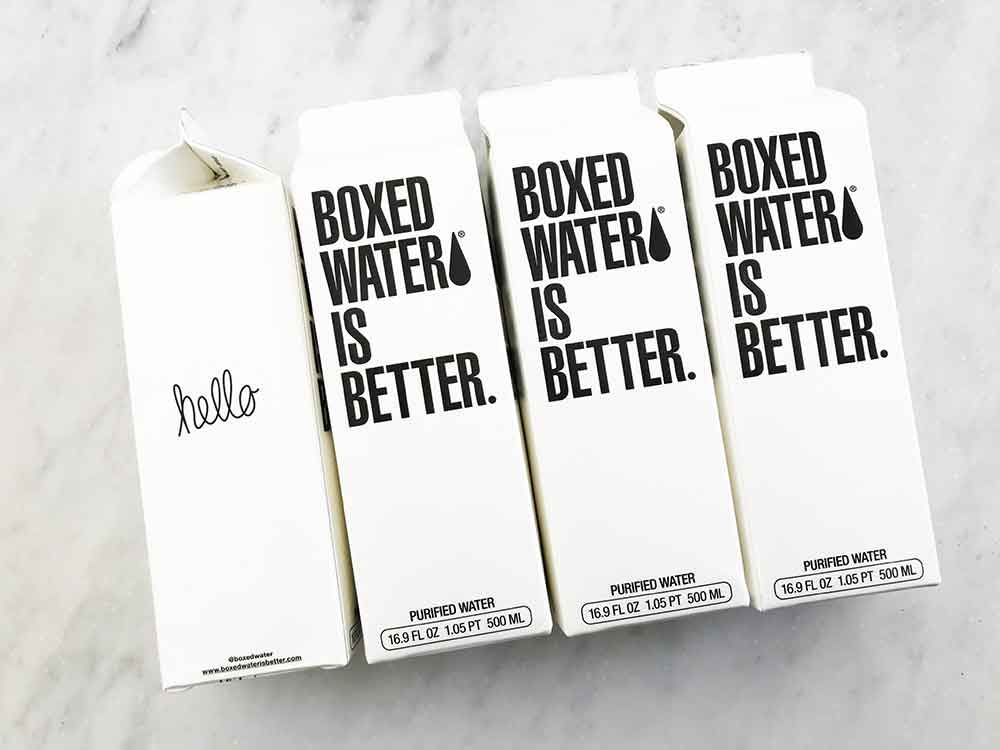 hello
@boxedwater
www.boxedwaterisbetter.com
BOXED
WATER®
IS
BETTER.
PURIFIED WATER
16.9 FL OZ 1.05 PT 500 ML
BOXED
WATER®
IS
BETTER.
PURIFIED WATER
16.9 FL OZ 1.05 PT 500 ML
BOXED
WATER®
IS
BETTER.
PURIFIED WATER
16.9 FL OZ 1.05 PT 500 ML